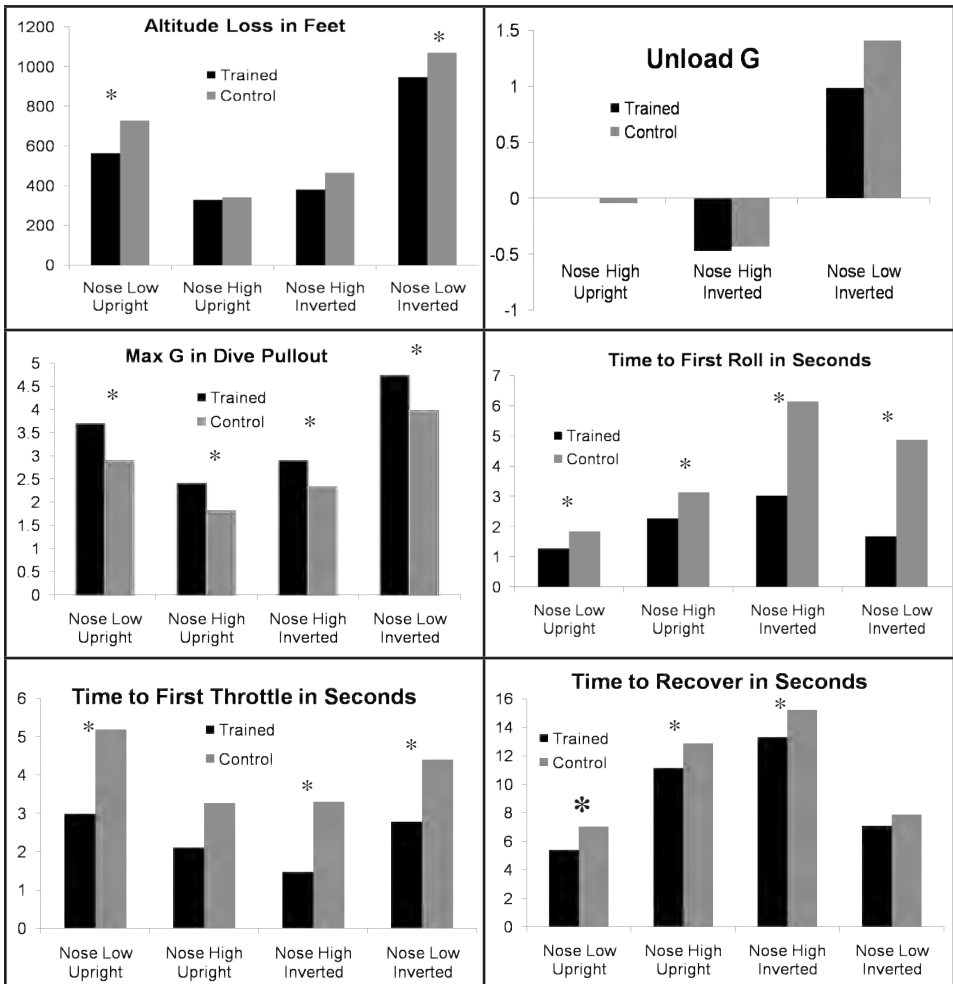 Altitude Loss in Feet
1200
1000
800
600
400
200
0
*
*
Trained
Control
Nose Low Upright
Nose High Upright
Nose High Inverted
Nose Low Inverted
Unload G
1.5
1
0.5
0
-0.5
-1
Trained
Control
Nose High Upright
Nose High Inverted
Nose Low Inverted
Max G in Dive Pullout
5
4.5
4
3.5
3
2.5
2
1.5
1
0.5
0
*
*
*
*
Trained
Control
Nose Low Upright
Nose High Upright
Nose High Inverted
Nose Low Inverted
Time to First Roll in Seconds
7
6
5
4
3
2
1
0
*
*
*
*
Trained
Control
Nose Low Upright
Nose High Upright
Nose High Inverted
Nose Low Inverted
Time to First Throttle in Seconds
6
5
4
3
2
1
0
*
*
*
Trained
Control
Nose Low Upright
Nose High Upright
Nose High Inverted
Nose Low Inverted
Time to Recover in Seconds
16
14
12
10
8
6
4
2
0
*
*
*
Trained
Control
Nose Low Upright
Nose High Upright
Nose High Inverted
Nose Low Inverted